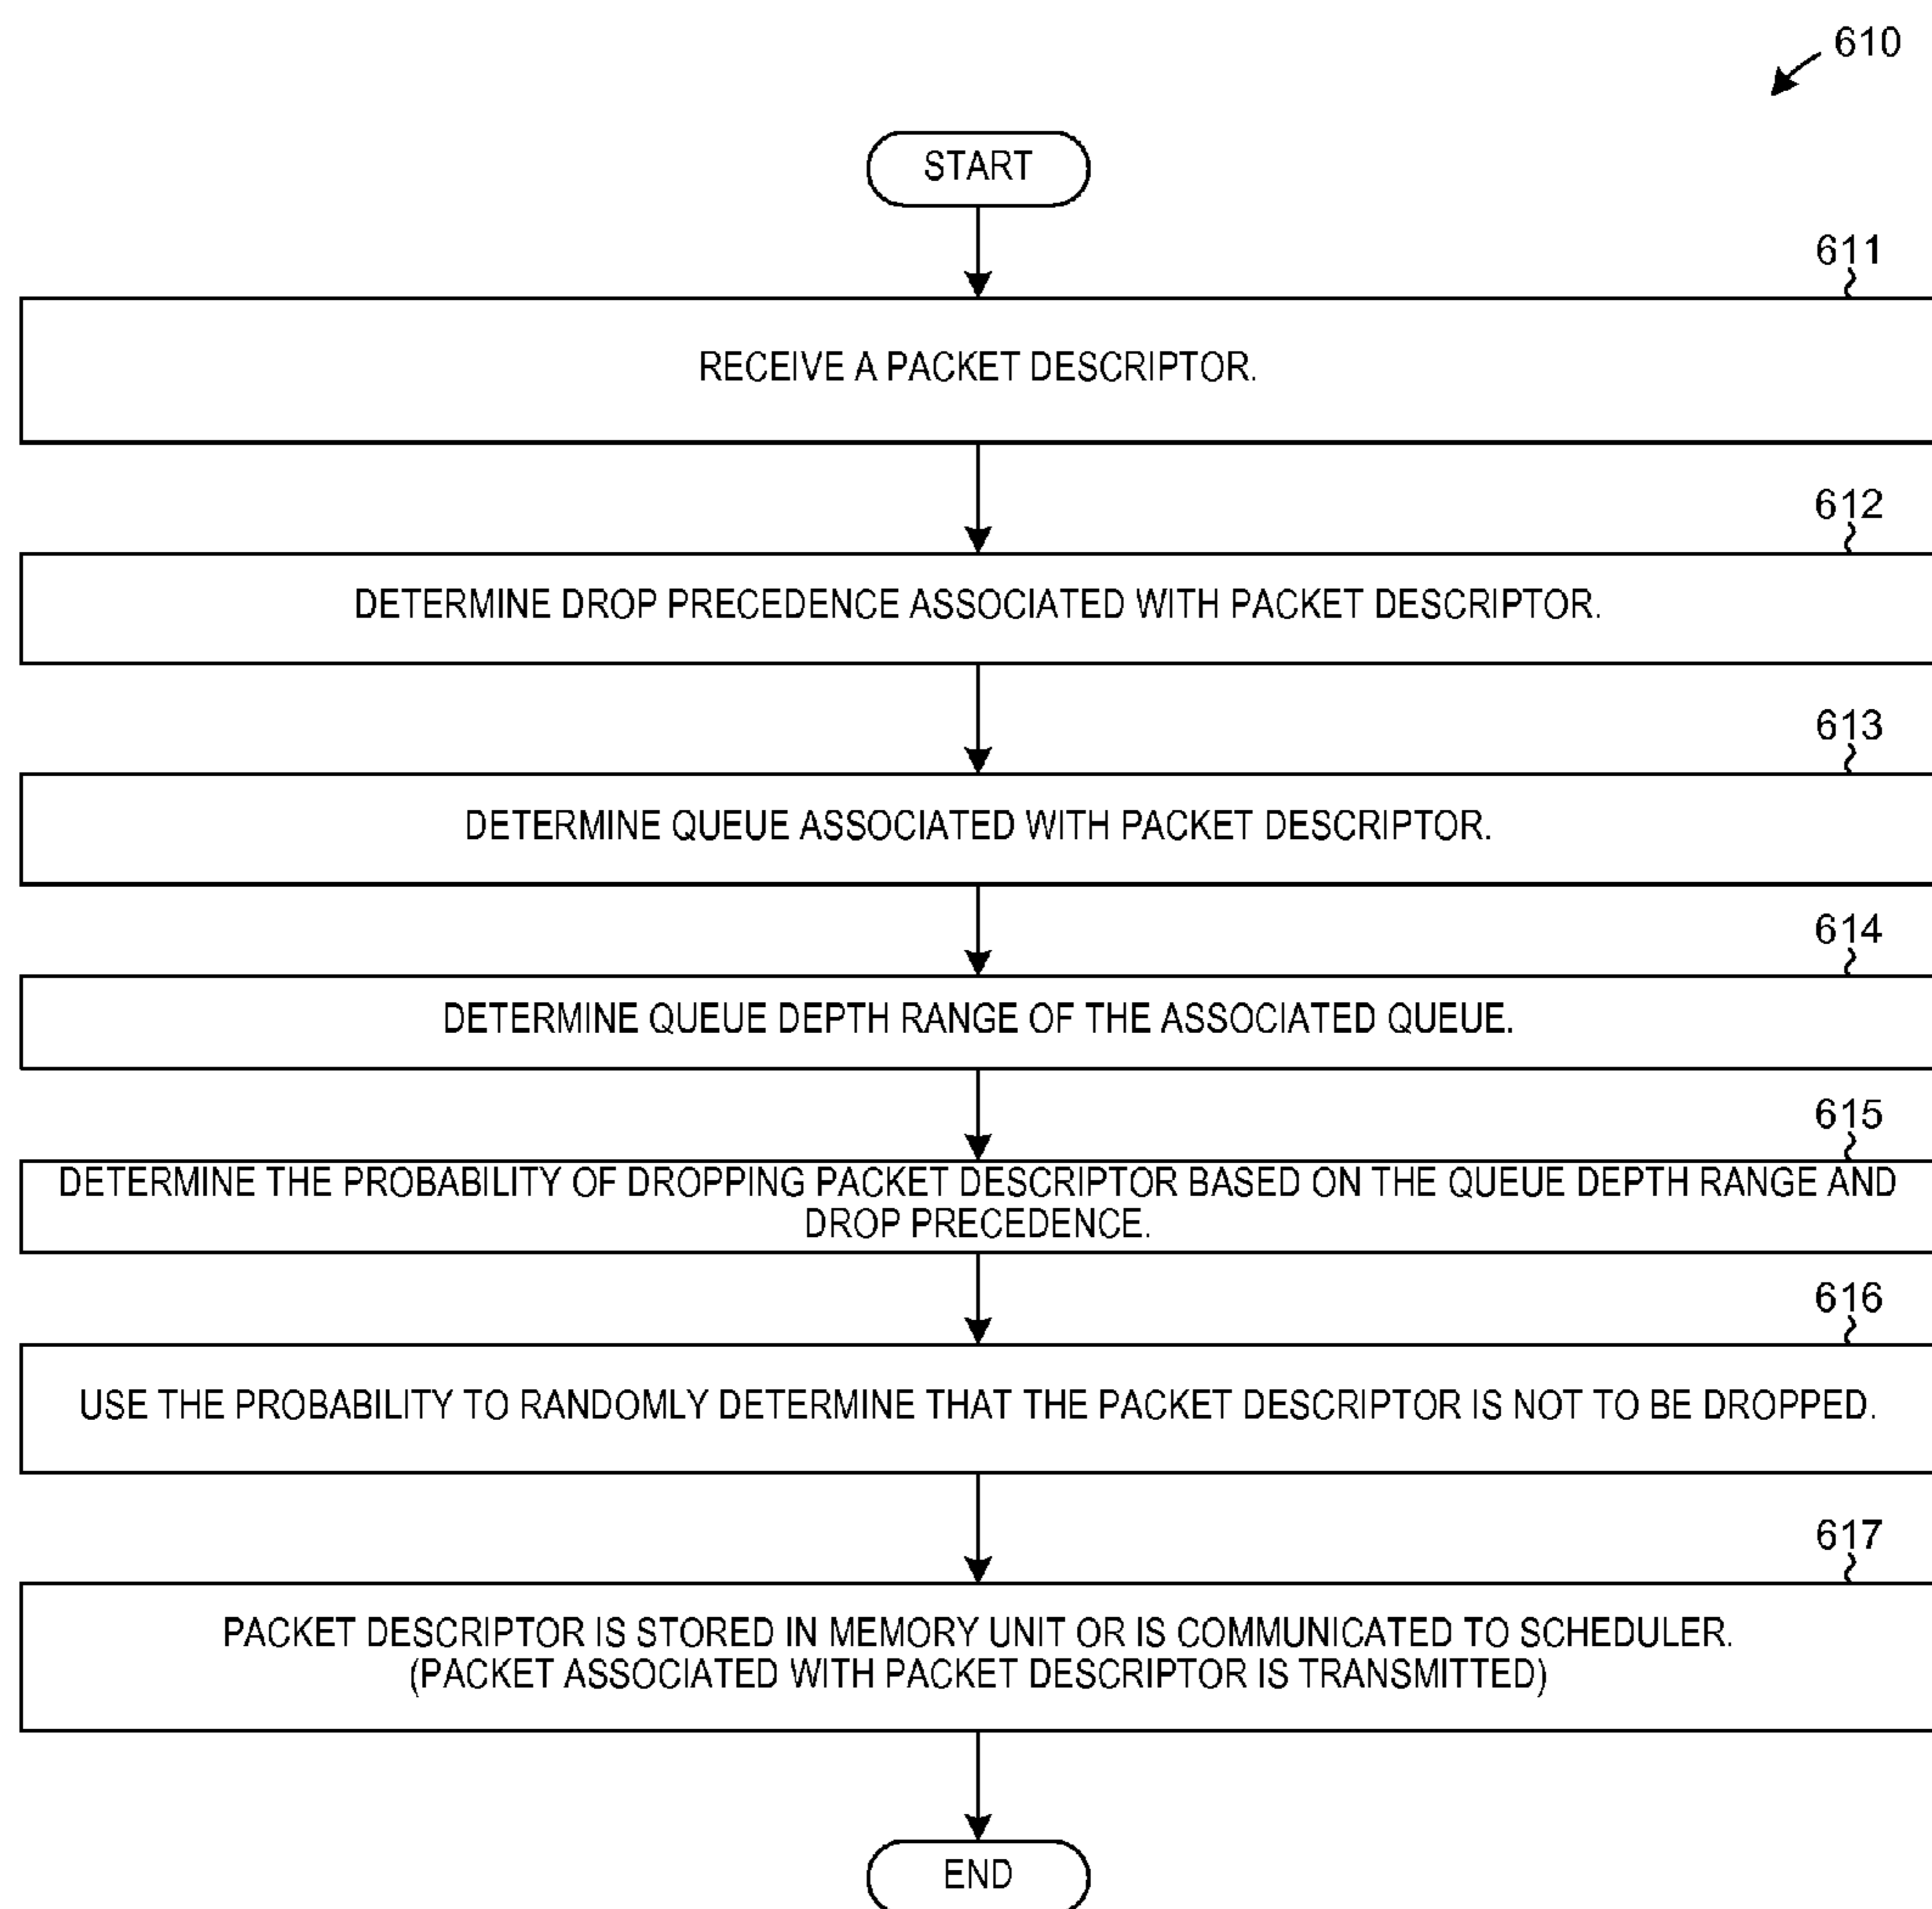 610
START
611
RECEIVE A PACKET DESCRIPTOR.
612
DETERMINE DROP PRECEDENCE ASSOCIATED WITH PACKET DESCRIPTOR.
613
DETERMINE QUEUE ASSOCIATED WITH PACKET DESCRIPTOR.
614
DETERMINE QUEUE DEPTH RANGE OF THE ASSOCIATED QUEUE.
615
DETERMINE THE PROBABILITY OF DROPPING PACKET DESCRIPTOR BASED ON THE QUEUE DEPTH RANGE AND
DROP PRECEDENCE.
616
USE THE PROBABILITY TO RANDOMLY DETERMINE THAT THE PACKET DESCRIPTOR IS NOT TO BE DROPPED.
617
PACKET DESCRIPTOR IS STORED IN MEMORY UNIT OR IS COMMUNICATED TO SCHEDULER.
(PACKET ASSOCIATED WITH PACKET DESCRIPTOR IS TRANSMITTED)
END